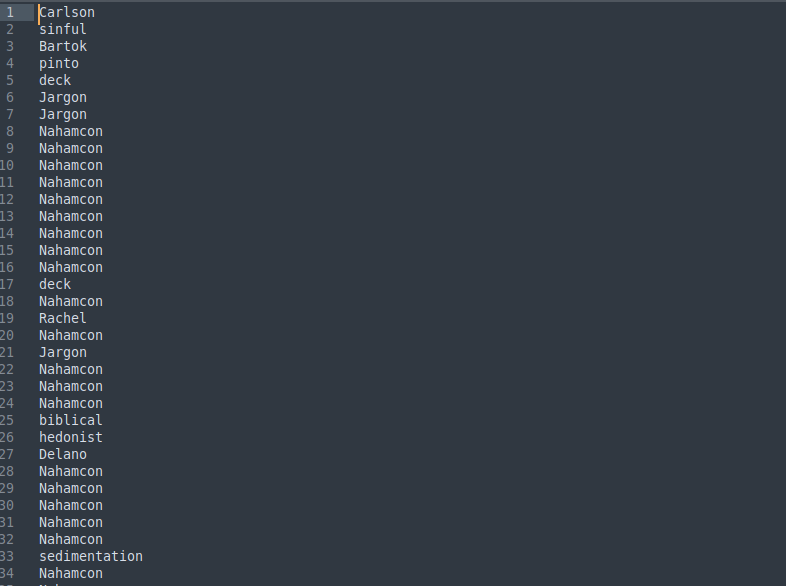 1 Carlson
2 sinful
3 Bartok
4 pinto
5 deck
6 Jargon
7 Jargon
8 Nahamcon
9 Nahamcon
10 Nahamcon
11 Nahamcon
12 Nahamcon
13 Nahamcon
14 Nahamcon
15 Nahamcon
16 Nahamcon
17 deck
18 Nahamcon
19 Rachel
20 Nahamcon
21 Jargon
22 Nahamcon
23 Nahamcon
24 Nahamcon
25 biblical
26 hedonist
27 Delano
28 Nahamcon
29 Nahamcon
30 Nahamcon
31 Nahamcon
32 Nahamcon
33 sedimentation
34 Nahamcon